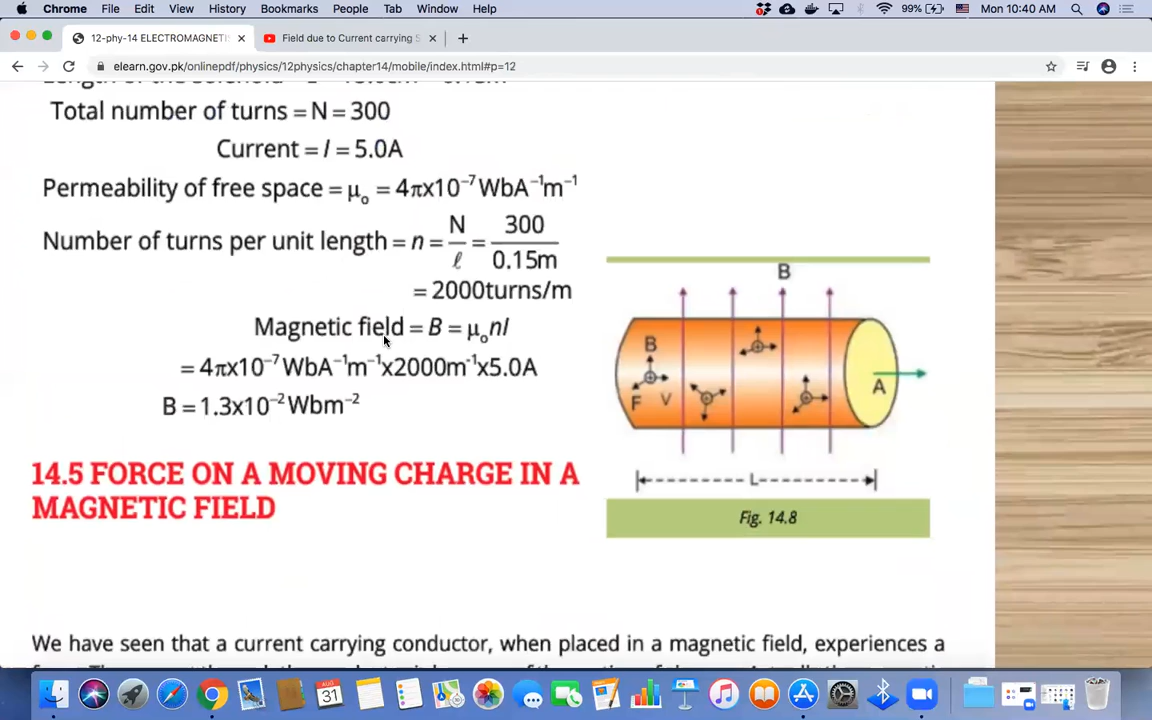 Chrome File Edit View History Bookmarks People Tab Window Help 99% Mon 10:40 AM
12-phy-14 ELECTROMAGNETI Field due to Current carrying S
elearn.gov.pk/onlinepdf/physics/12physics/chapter14/mobile/index.html#p=12
Total number of turns = N = 300
Current = I = 5.0A
Permeability of free space = μ₀ = 4πx10⁻⁷ WbA⁻¹m⁻¹
Number of turns per unit length = n = N/ℓ = 300/0.15m
= 2000turns/m
Magnetic field = B = μ₀nI
= 4πx10⁻⁷ WbA⁻¹m⁻¹x2000m⁻¹x5.0A
B = 1.3x10⁻² Wbm⁻²
B
B
F V
A
L
Fig. 14.8
14.5 FORCE ON A MOVING CHARGE IN A
MAGNETIC FIELD
We have seen that a current carrying conductor, when placed in a magnetic field, experiences a
31